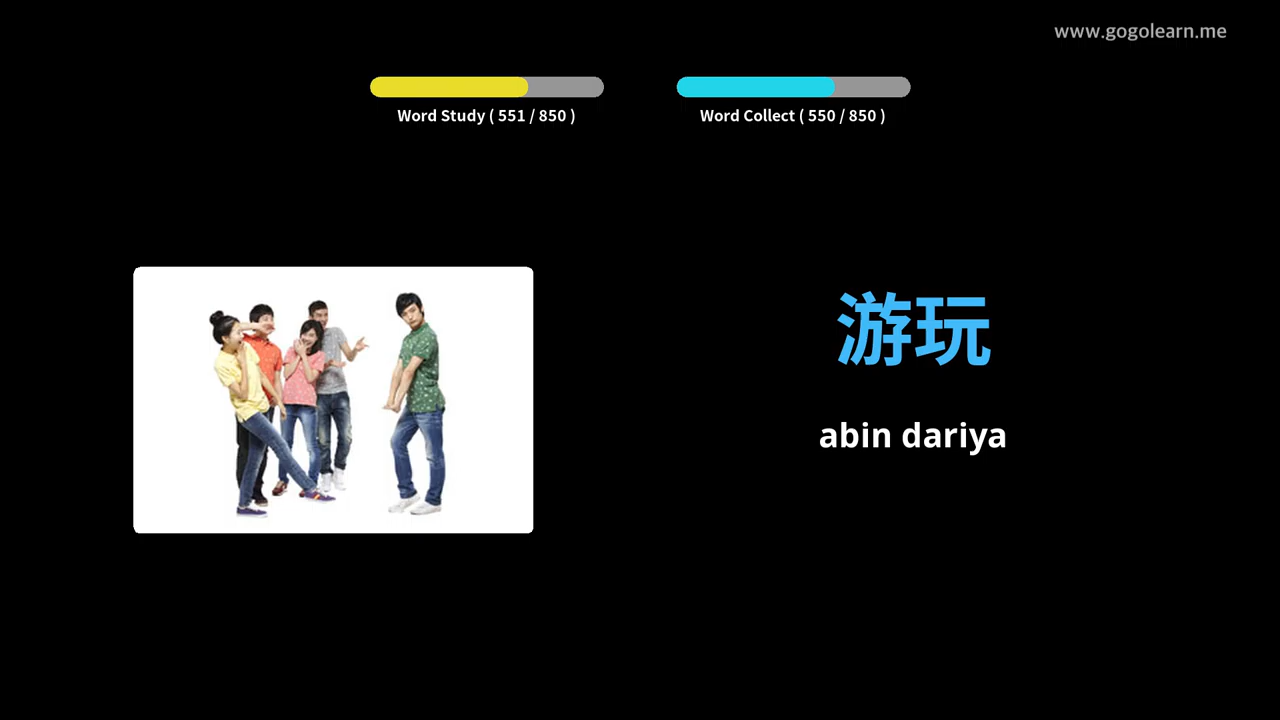 www.gogolearn.me
Word Study ( 551 / 850 )
Word Collect ( 550 / 850 )
游玩
abin dariya